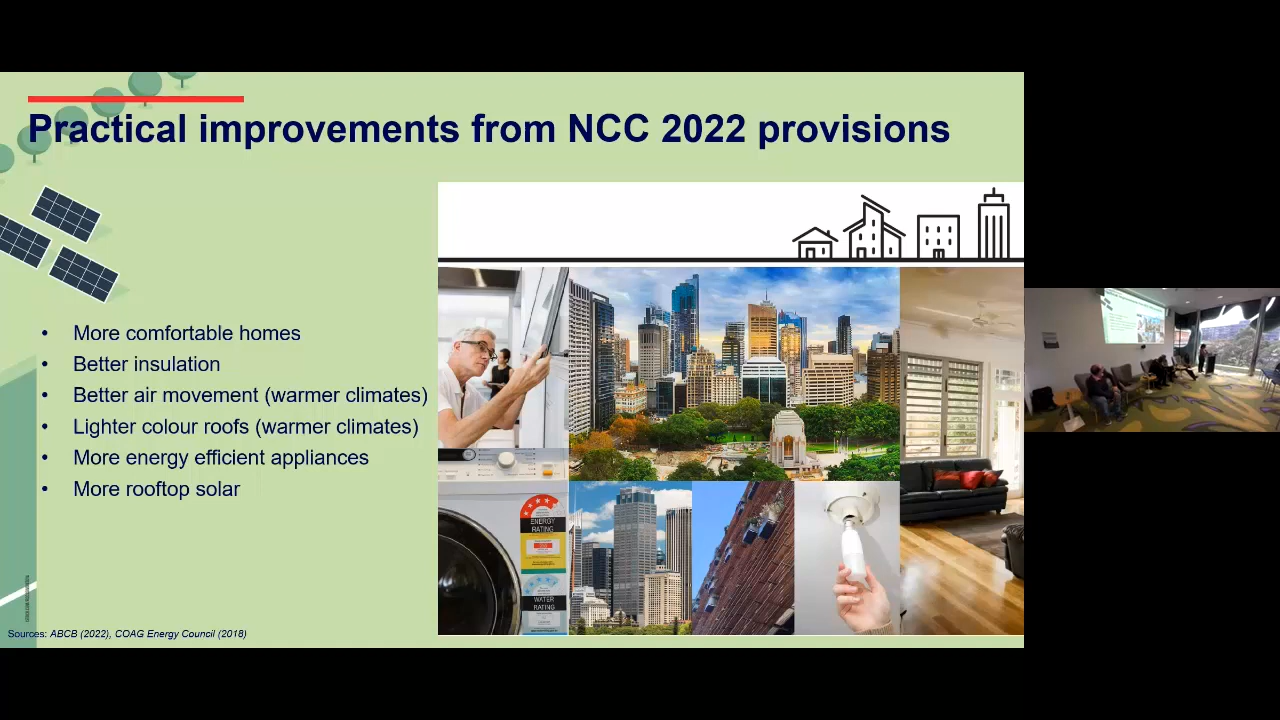 Practical improvements from NCC 2022 provisions
• More comfortable homes
• Better insulation
• Better air movement (warmer climates)
• Lighter colour roofs (warmer climates)
• More energy efficient appliances
• More rooftop solar
ENERGY
RATING
WATER
RATING
Sources: ABCB (2022), COAG Energy Council (2018)